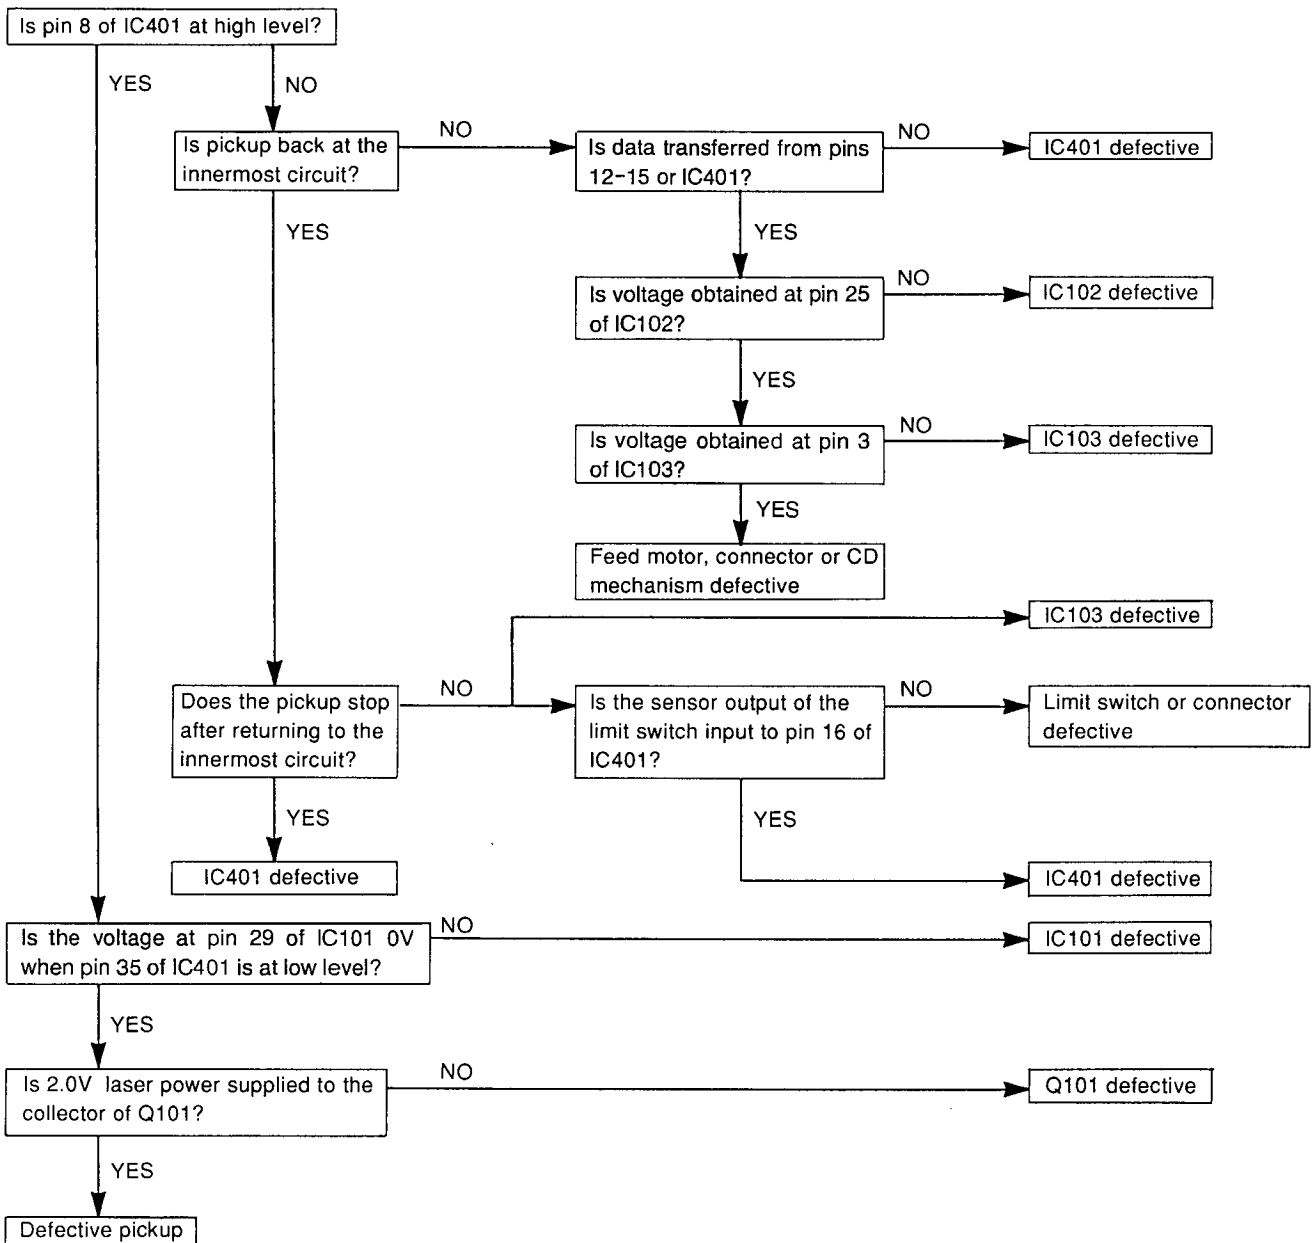 Is pin 8 of IC401 at high level?
YES
NO
Is pickup back at the
innermost circuit?
NO
Is data transferred from pins
12-15 or IC401?
NO
IC401 defective
YES
YES
Is voltage obtained at pin 25
of IC102?
NO
IC102 defective
YES
Is voltage obtained at pin 3
of IC103?
NO
IC103 defective
YES
Feed motor, connector or CD
mechanism defective
IC103 defective
Does the pickup stop
after returning to the
innermost circuit?
NO
Is the sensor output of the
limit switch input to pin 16 of
IC401?
NO
Limit switch or connector
defective
YES
YES
IC401 defective
IC401 defective
Is the voltage at pin 29 of IC101 0V
when pin 35 of IC401 is at low level?
NO
IC101 defective
YES
Is 2.0V laser power supplied to the
collector of Q101?
NO
Q101 defective
YES
Defective pickup